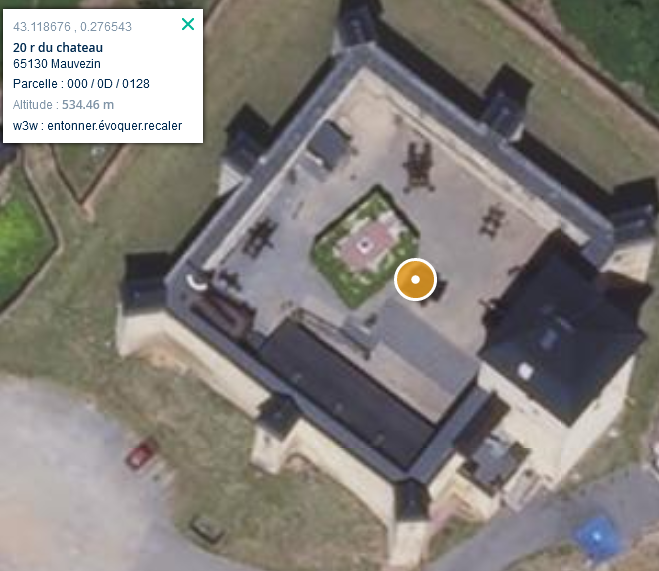 43.118676 , 0.276543
20 r du chateau
65130 Mauvezin
Parcelle : 000 / 0D / 0128
Altitude : 534.46 m
w3w : entonner.évoquer.recaler